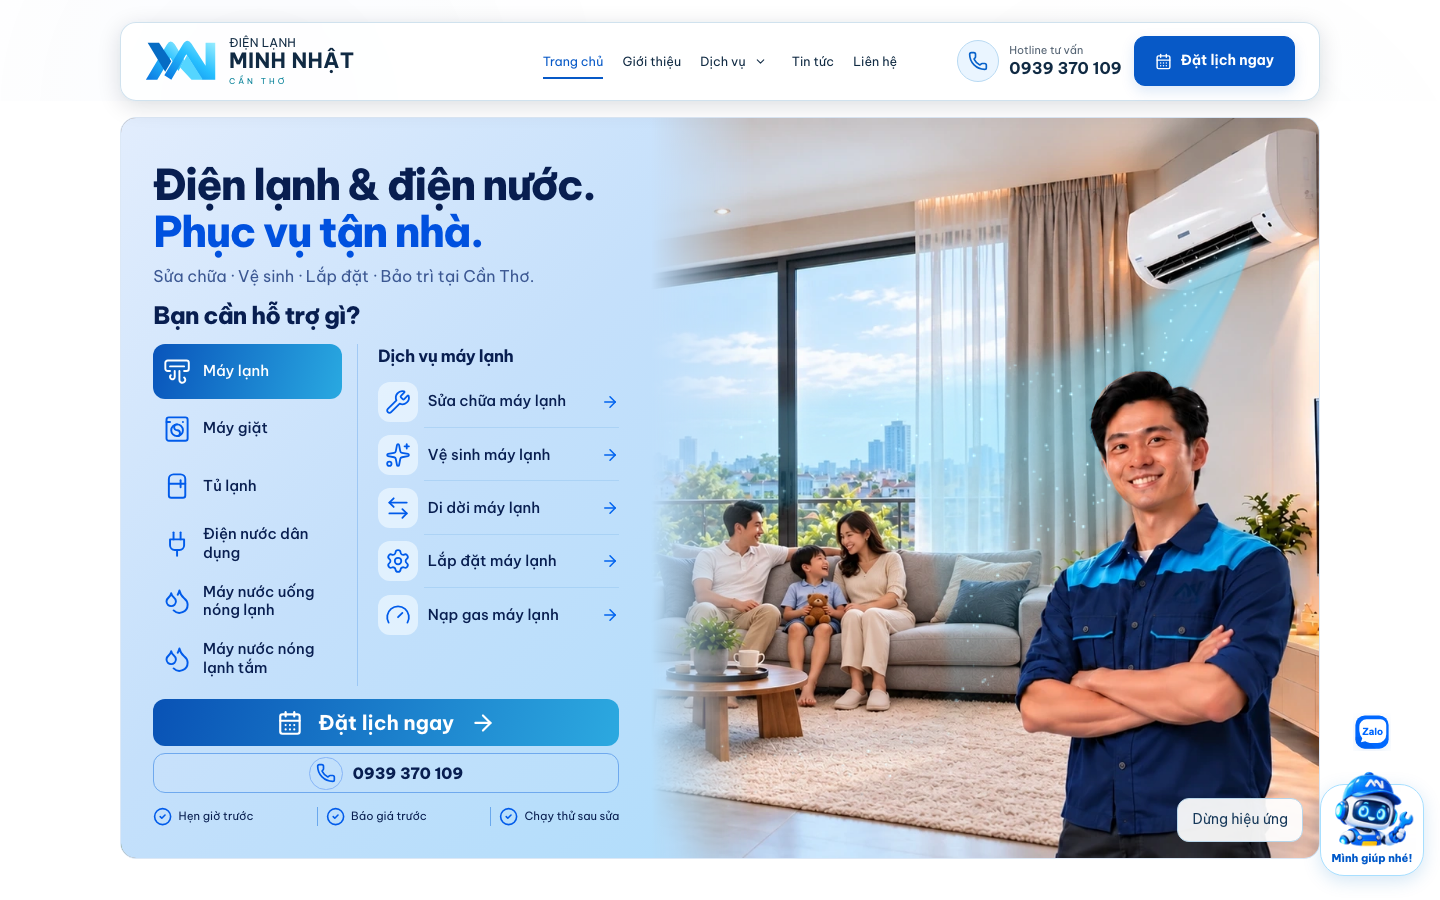 ĐIỆN LẠNH
MINH NHẬT
CẦN THƠ
Trang chủ
Giới thiệu
Dịch vụ
Tin tức
Liên hệ
Hotline tư vấn
0939 370 109
Đặt lịch ngay
Điện lạnh & điện nước.
Phục vụ tận nhà.
Sửa chữa · Vệ sinh · Lắp đặt · Bảo trì tại Cần Thơ.
Bạn cần hỗ trợ gì?
Máy lạnh
Máy giặt
Tủ lạnh
Điện nước dân
dụng
Máy nước uống
nóng lạnh
Máy nước nóng
lạnh tắm
Dịch vụ máy lạnh
Sửa chữa máy lạnh
Vệ sinh máy lạnh
Di dời máy lạnh
Lắp đặt máy lạnh
Nạp gas máy lạnh
Đặt lịch ngay
0939 370 109
Hẹn giờ trước
Báo giá trước
Chạy thử sau sửa
Dừng hiệu ứng
Zalo
Mình giúp nhé!